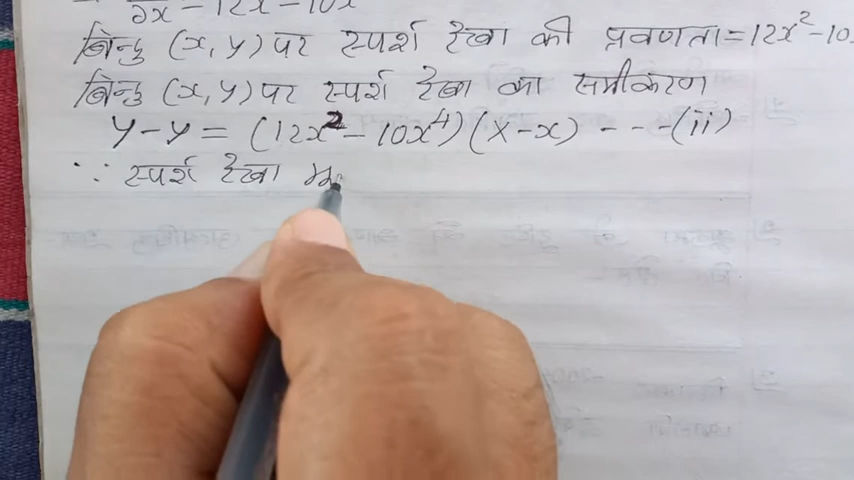 बिन्दु (x, y) पर स्पर्श रेखा की प्रवणता = 12x² - 10
बिन्दु (x, y) पर स्पर्श रेखा का समीकरण
Y - y = (12x² - 10x⁴) (X - x) - - - (ii)
∵ स्पर्श रेखा